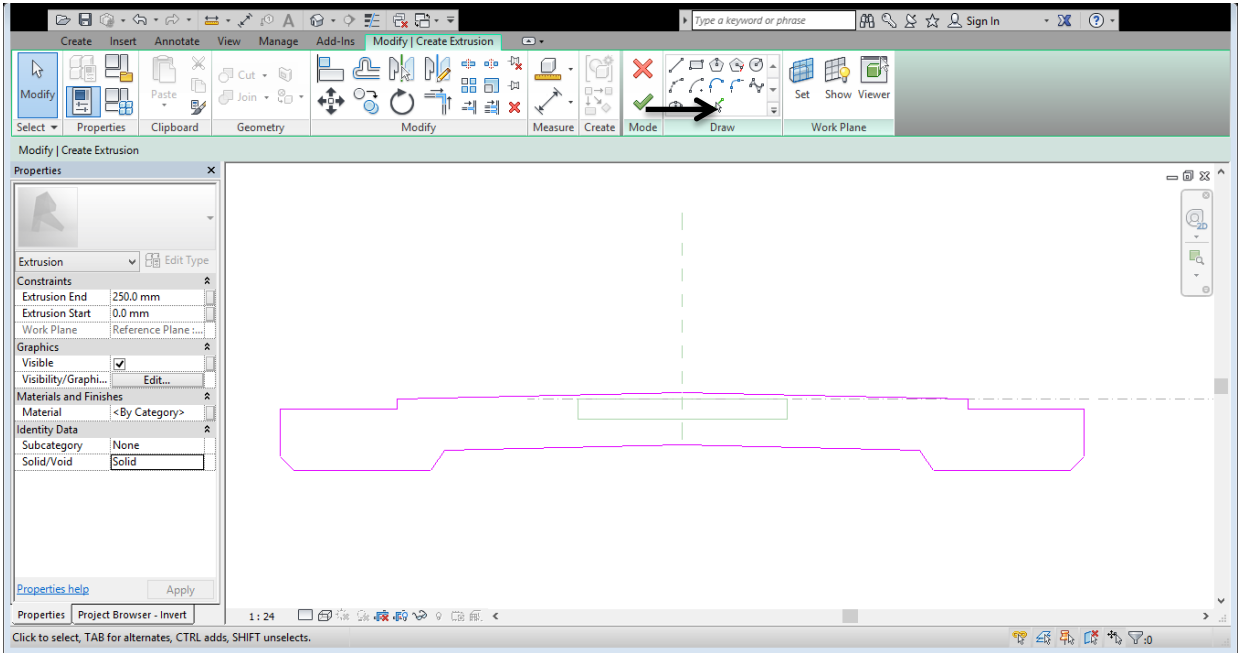 Type a keyword or phrase
Sign In
Create Insert Annotate View Manage Add-Ins Modify | Create Extrusion
Modify
Paste
Cut
Join
Set Show Viewer
Select Properties Clipboard Geometry Modify Measure Create Mode Draw Work Plane
Modify | Create Extrusion
Properties
Extrusion
Edit Type
Constraints
Extrusion End 250.0 mm
Extrusion Start 0.0 mm
Work Plane Reference Plane :...
Graphics
Visible
Visibility/Graphi... Edit...
Materials and Finishes
Material <By Category>
Identity Data
Subcategory None
Solid/Void Solid
2D
Properties help Apply
Properties Project Browser - Invert
1 : 24
Click to select, TAB for alternates, CTRL adds, SHIFT unselects.
:0